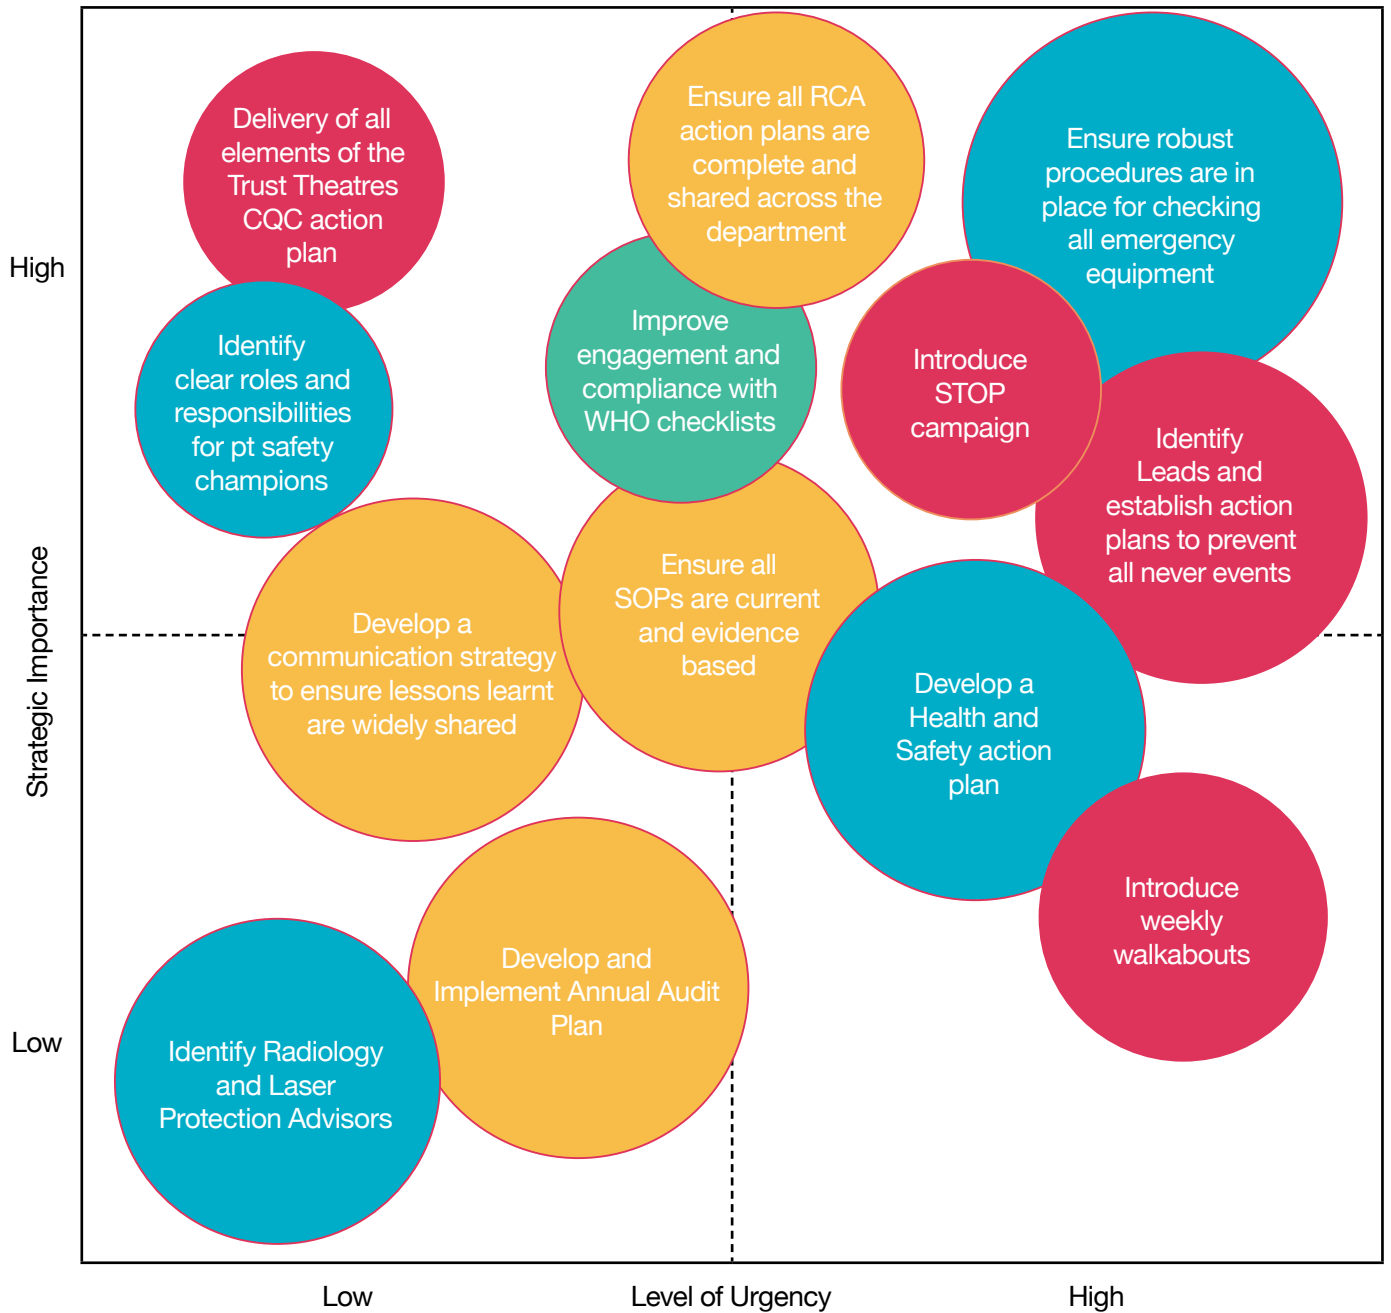 Delivery of all
elements of the
Trust Theatres
CQC action
plan
Ensure all RCA
action plans are
complete and
shared across the
department
Ensure robust
procedures are in
place for checking
all emergency
equipment
High
Identify
clear roles and
responsibilities
for pt safety
champions
Improve
engagement and
compliance with
WHO checklists
Introduce
STOP
campaign
Identify
Leads and
establish action
plans to prevent
all never events
Strategic Importance
Develop a
communication strategy
to ensure lessons learnt
are widely shared
Ensure all
SOPs are current
and evidence
based
Develop a
Health and
Safety action
plan
Introduce
weekly
walkabouts
Develop and
Implement Annual Audit
Plan
Low
Identify Radiology
and Laser
Protection Advisors
Low
Level of Urgency
High